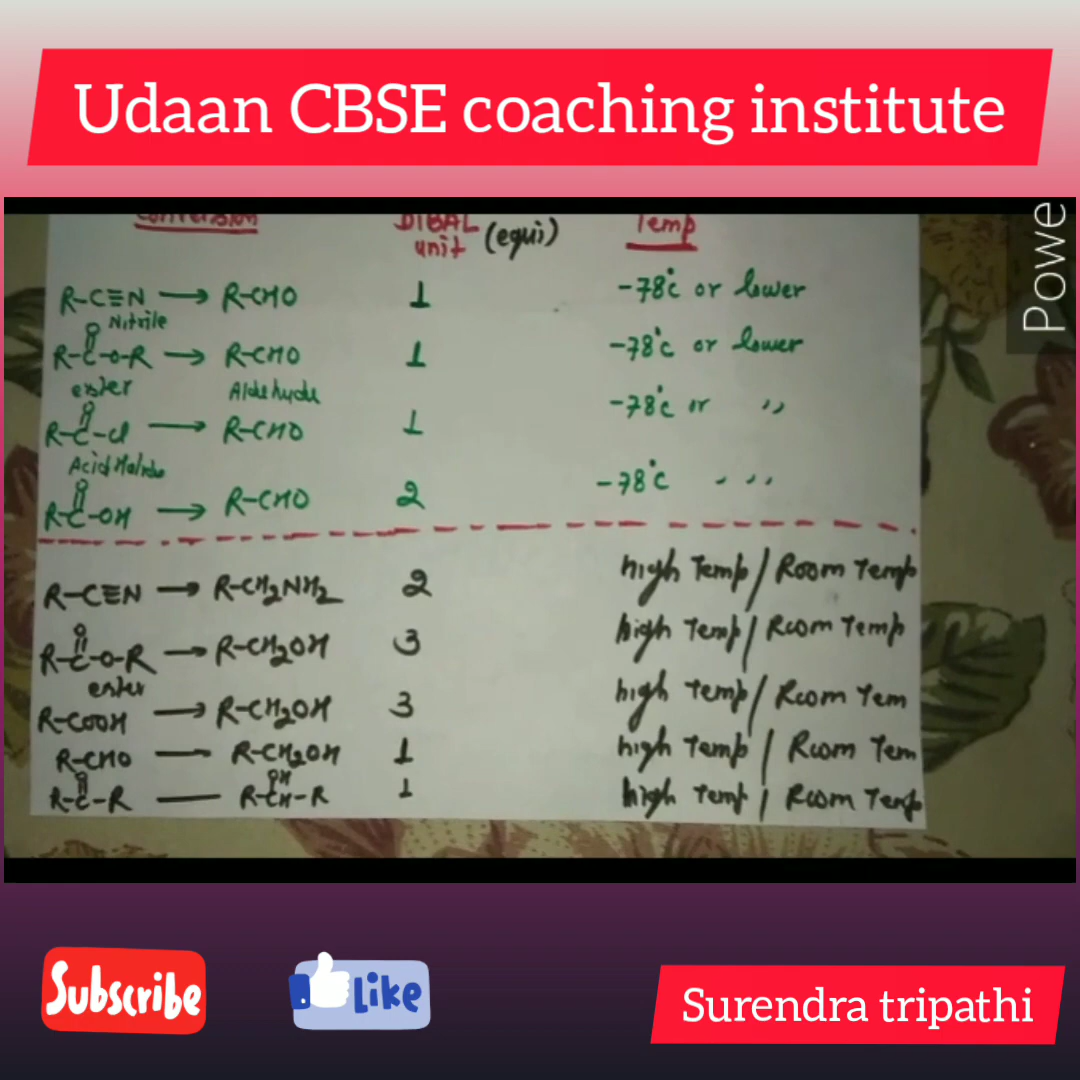 Udaan CBSE coaching institute
Powe
Conversion DIBAL unit (equi) Temp
R-C≡N → R-CHO 1 -78°C or lower
Nitrile
O
R-C-O-R → R-CHO 1 -78°C or lower
ester Aldehyde
O
R-C-Cl → R-CHO 1 -78°C or ,,
Acid Halide
O
R-C-OH → R-CHO 2 -78°C - ,,
R-C≡N → R-CH2NH2 2 high Temp / Room Temp
O
R-C-O-R → R-CH2OH 3 high Temp / Room Temp
ester
R-COOH → R-CH2OH 3 high Temp / Room Tem
R-CHO — R-CH2OH 1 high Temp / Room Tem
O OH
R-C-R — R-CH-R 1 high Temp / Room Temp
Subscribe
Like
Surendra tripathi